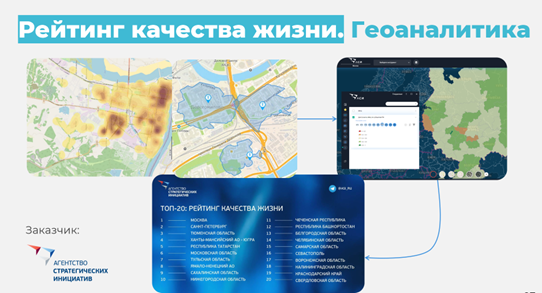 Рейтинг качества жизни. Геоаналитика
АГЕНТСТВО
СТРАТЕГИЧЕСКИХ
ИНИЦИАТИВ
@ASI_RU
ТОП-20: РЕЙТИНГ КАЧЕСТВА ЖИЗНИ
1 МОСКВА
2 САНКТ-ПЕТЕРБУРГ
3 ТЮМЕНСКАЯ ОБЛАСТЬ
4 ХАНТЫ-МАНСИЙСКИЙ АО - ЮГРА
5 РЕСПУБЛИКА ТАТАРСТАН
6 МОСКОВСКАЯ ОБЛАСТЬ
7 ТУЛЬСКАЯ ОБЛАСТЬ
8 ЯМАЛО-НЕНЕЦКИЙ АО
9 САХАЛИНСКАЯ ОБЛАСТЬ
10 НИЖЕГОРОДСКАЯ ОБЛАСТЬ
11 ЧЕЧЕНСКАЯ РЕСПУБЛИКА
12 РЕСПУБЛИКА БАШКОРТОСТАН
13 БЕЛГОРОДСКАЯ ОБЛАСТЬ
14 ЧЕЛЯБИНСКАЯ ОБЛАСТЬ
15 САМАРСКАЯ ОБЛАСТЬ
16 СЕВАСТОПОЛЬ
17 ВОРОНЕЖСКАЯ ОБЛАСТЬ
18 КАЛИНИНГРАДСКАЯ ОБЛАСТЬ
19 КРАСНОДАРСКИЙ КРАЙ
20 СВЕРДЛОВСКАЯ ОБЛАСТЬ
Заказчик:
АГЕНТСТВО
СТРАТЕГИЧЕСКИХ
ИНИЦИАТИВ